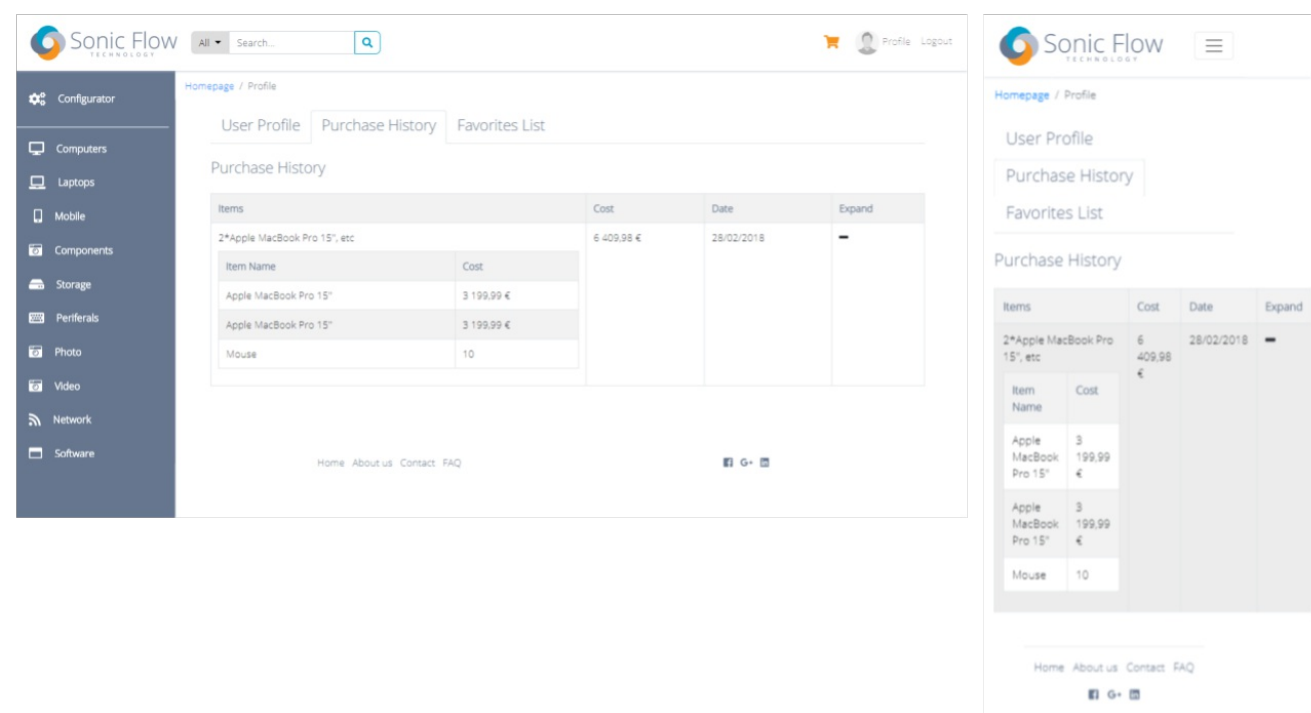 Sonic Flow
TECHNOLOGY
All Search...
Profile Logout
Configurator
Computers
Laptops
Mobile
Components
Storage
Periferals
Photo
Video
Network
Software
Homepage / Profile
User Profile Purchase History Favorites List
Purchase History
Items Cost Date Expand
2*Apple MacBook Pro 15", etc 6 409,98 € 28/02/2018
Item Name Cost
Apple MacBook Pro 15" 3 199,99 €
Apple MacBook Pro 15" 3 199,99 €
Mouse 10
Home About us Contact FAQ
G+
Sonic Flow
TECHNOLOGY
Homepage / Profile
User Profile
Purchase History
Favorites List
Purchase History
Items Cost Date Expand
2*Apple MacBook Pro 6 28/02/2018
15", etc 409,98
€
Item Cost
Name
Apple 3
MacBook 199,99
Pro 15" €
Apple 3
MacBook 199,99
Pro 15" €
Mouse 10
Home About us Contact FAQ
G+